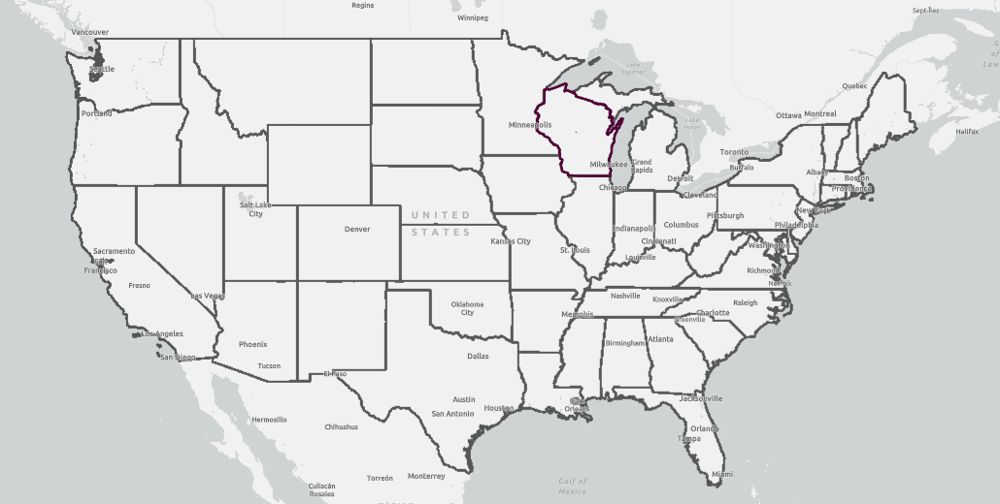 Regina
Winnipeg
Sept-Îles
Vancouver
Seattle
Lake
Superior
Quebec
Portland
Ottawa
Montreal
Minneapolis
Lake
Huron
Halifax
Toronto
Milwaukee
Grand
Rapids
Buffalo
Albany
Detroit
Boston
Chicago
Providence
Cleveland
Salt Lake
City
New York
UNITED
STATES
Denver
Pittsburgh
Indianapolis
Columbus
Philadelphia
Kansas City
Cincinnati
Washington
Sacramento
St. Louis
Louisville
San
Francisco
Richmond
Fresno
Norfolk
Las Vegas
Nashville
Knoxville
Raleigh
Oklahoma
City
Memphis
Charlotte
Greenville
Los Angeles
Phoenix
Birmingham
Atlanta
San Diego
Tucson
Dallas
El Paso
Austin
Jacksonville
San Antonio
Houston
Orleans
Hermosillo
Chihuahua
Orlando
Tampa
Torreón
Monterrey
Miami
Culiacán
Rosales
Gulf of
Mexico